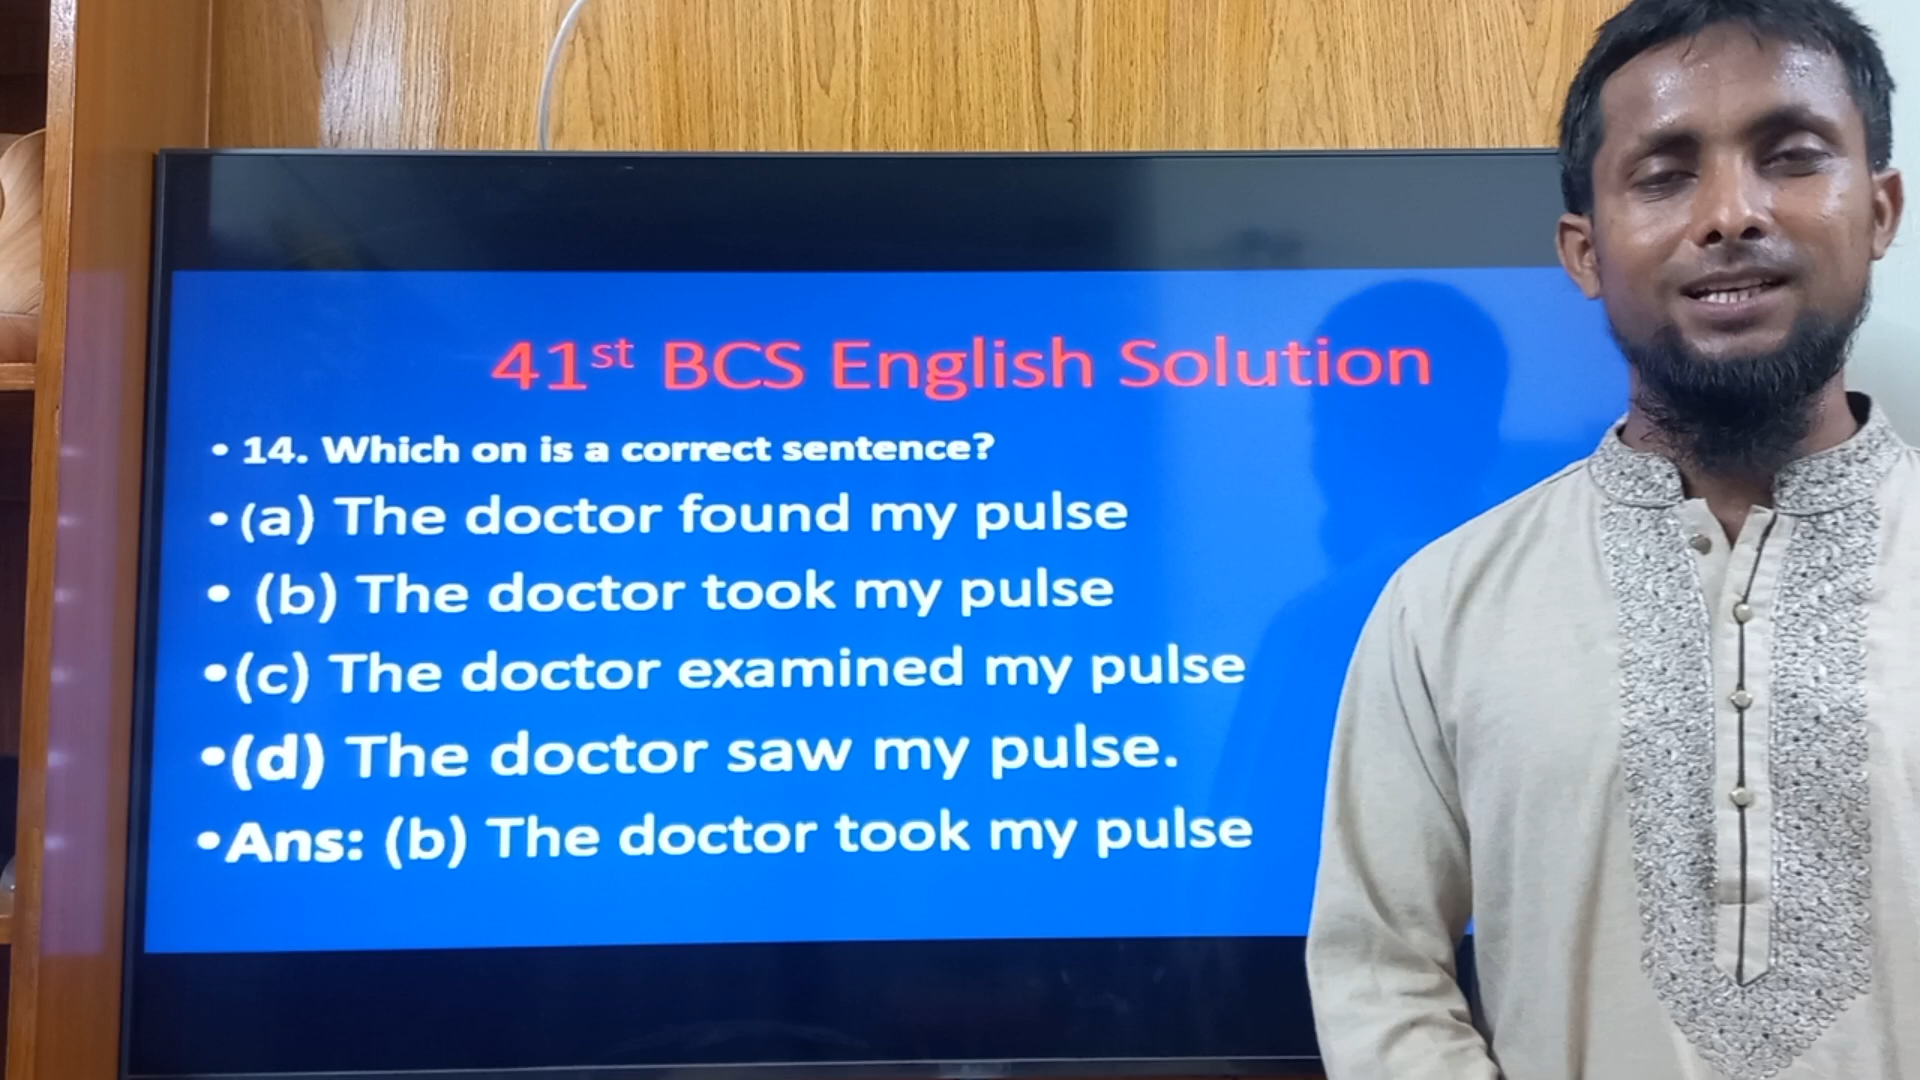 41st BCS English Solution
• 14. Which on is a correct sentence?
• (a) The doctor found my pulse
• (b) The doctor took my pulse
• (c) The doctor examined my pulse
• (d) The doctor saw my pulse.
• Ans: (b) The doctor took my pulse